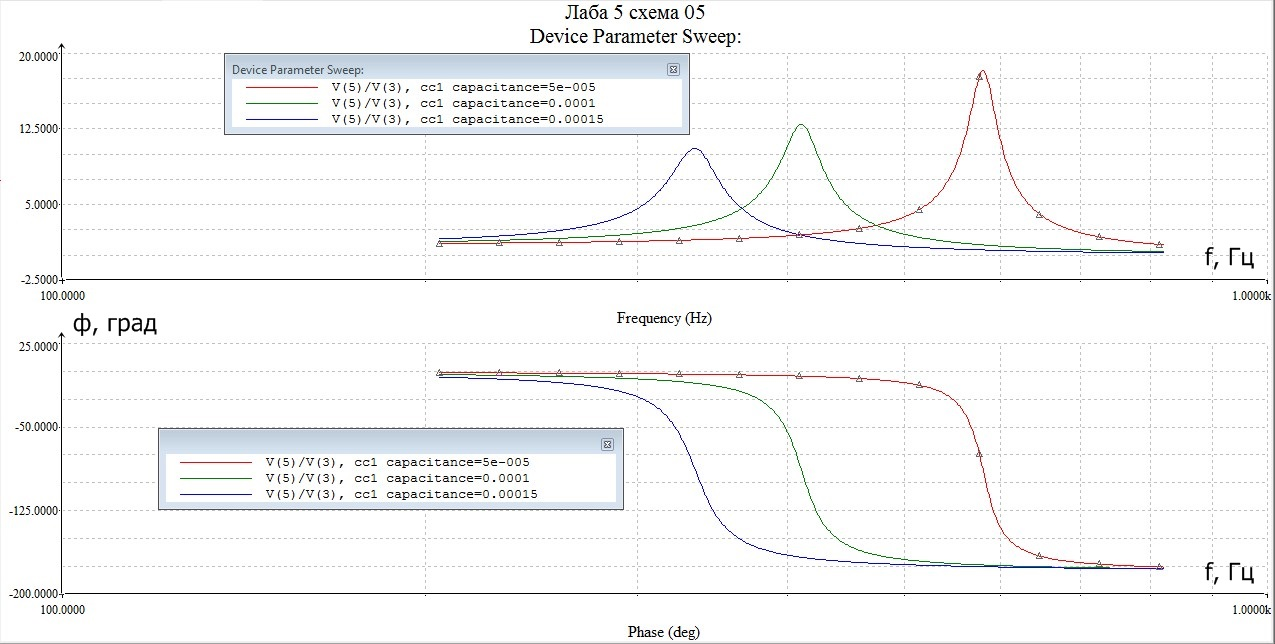 Лаба 5 схема 05
Device Parameter Sweep:
20.0000
Device Parameter Sweep:
V(5)/V(3), cc1 capacitance=5e-005
V(5)/V(3), cc1 capacitance=0.0001
V(5)/V(3), cc1 capacitance=0.00015
12.5000
5.0000
f, Гц
-2.5000
100.0000
1.0000k
Frequency (Hz)
ф, град
25.0000
-50.0000
V(5)/V(3), cc1 capacitance=5e-005
V(5)/V(3), cc1 capacitance=0.0001
V(5)/V(3), cc1 capacitance=0.00015
-125.0000
f, Гц
-200.0000
100.0000
1.0000k
Phase (deg)